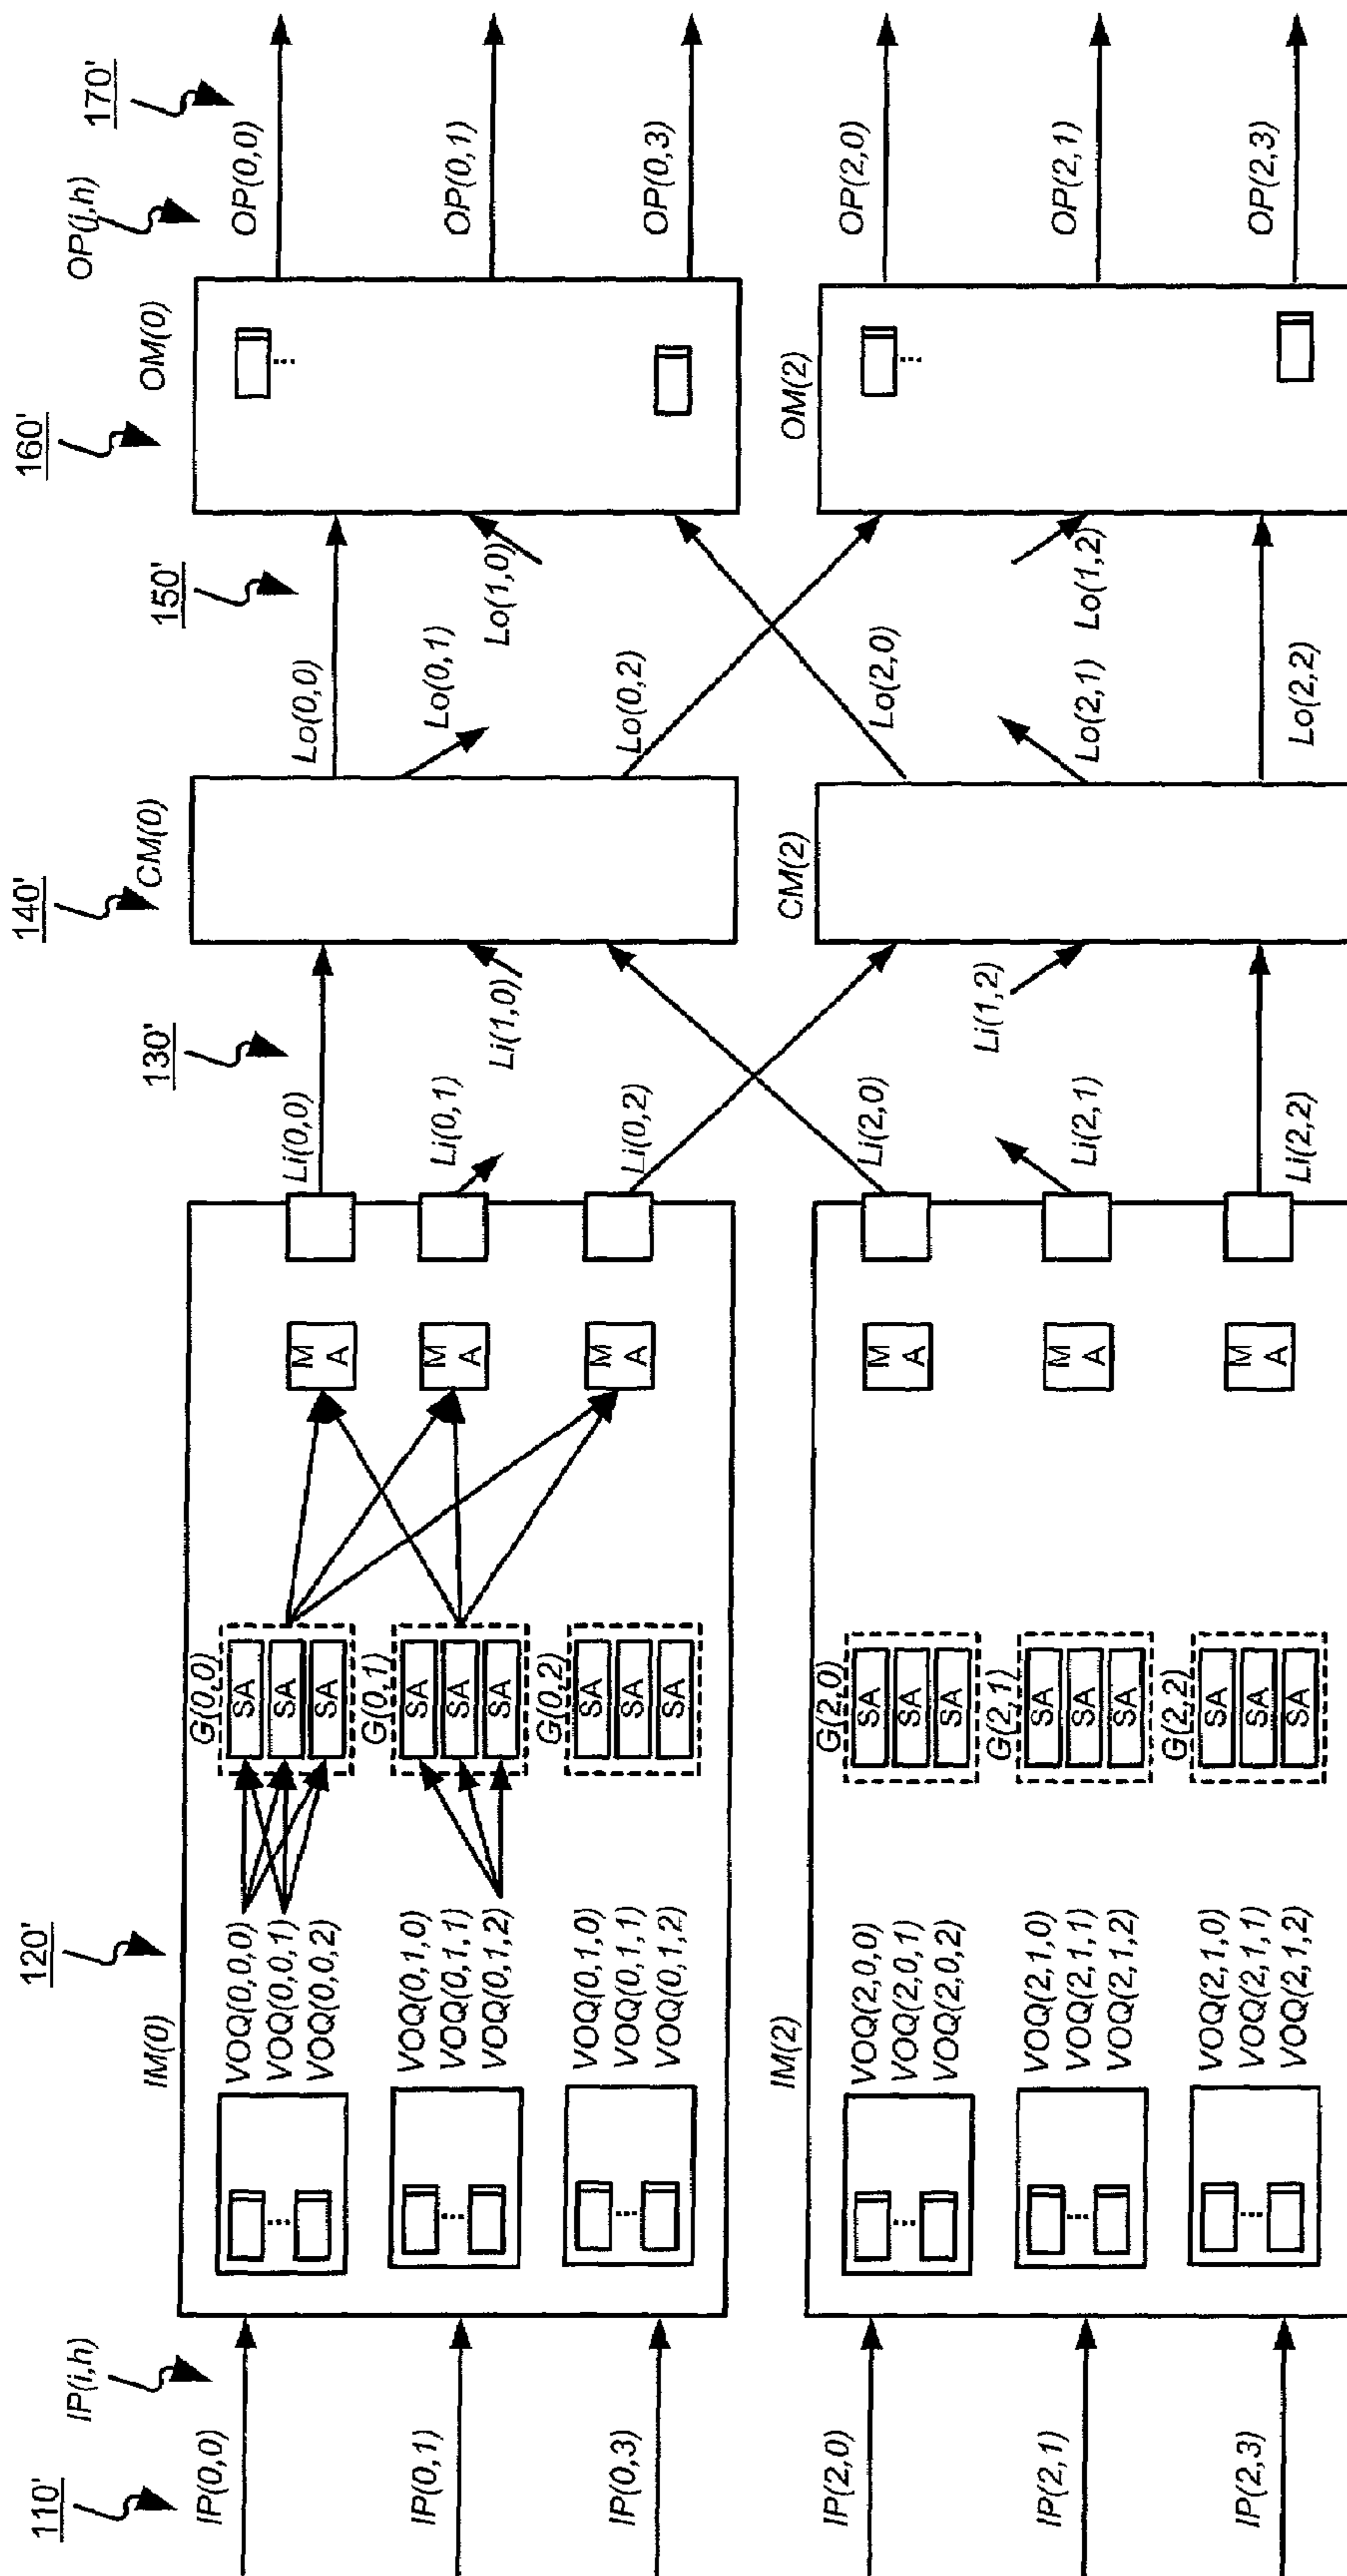 110'
IP(i,h)
120'
130'
140'
150'
160'
OP(j,h)
170'
IM(0)
CM(0)
OM(0)
IP(0,0)
IP(0,1)
IP(0,3)
VOQ(0,0,0)
VOQ(0,0,1)
VOQ(0,0,2)
VOQ(0,1,0)
VOQ(0,1,1)
VOQ(0,1,2)
VOQ(0,1,0)
VOQ(0,1,1)
VOQ(0,1,2)
G(0,0)
SA
SA
SA
G(0,1)
SA
SA
SA
G(0,2)
SA
SA
SA
M A
M A
M A
Li(0,0)
Li(0,1)
Li(0,2)
Li(1,0)
Lo(0,0)
Lo(0,1)
Lo(0,2)
Lo(1,0)
OP(0,0)
OP(0,1)
OP(0,3)
IM(2)
CM(2)
OM(2)
IP(2,0)
IP(2,1)
IP(2,3)
VOQ(2,0,0)
VOQ(2,0,1)
VOQ(2,0,2)
VOQ(2,1,0)
VOQ(2,1,1)
VOQ(2,1,2)
VOQ(2,1,0)
VOQ(2,1,1)
VOQ(2,1,2)
G(2,0)
SA
SA
SA
G(2,1)
SA
SA
SA
G(2,2)
SA
SA
SA
M A
M A
M A
Li(2,0)
Li(2,1)
Li(2,2)
Li(1,2)
Lo(2,0)
Lo(2,1)
Lo(2,2)
Lo(1,2)
OP(2,0)
OP(2,1)
OP(2,3)